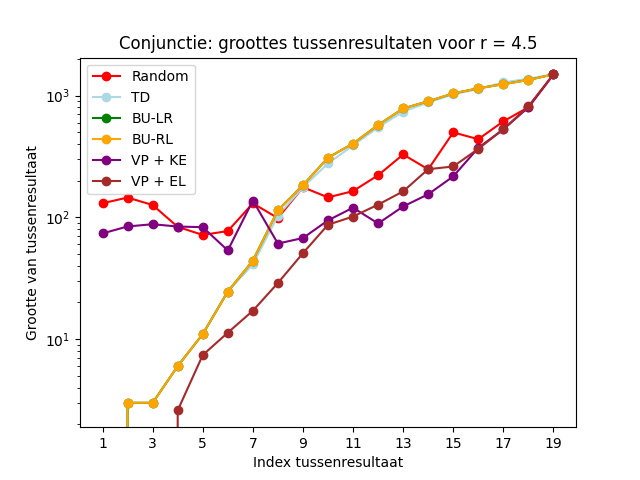 Conjunctie: groottes tussenresultaten voor r = 4.5
Random
TD
BU-LR
BU-RL
VP + KE
VP + EL
Grootte van tussenresultaat
10³
10²
10¹
1 3 5 7 9 11 13 15 17 19
Index tussenresultaat